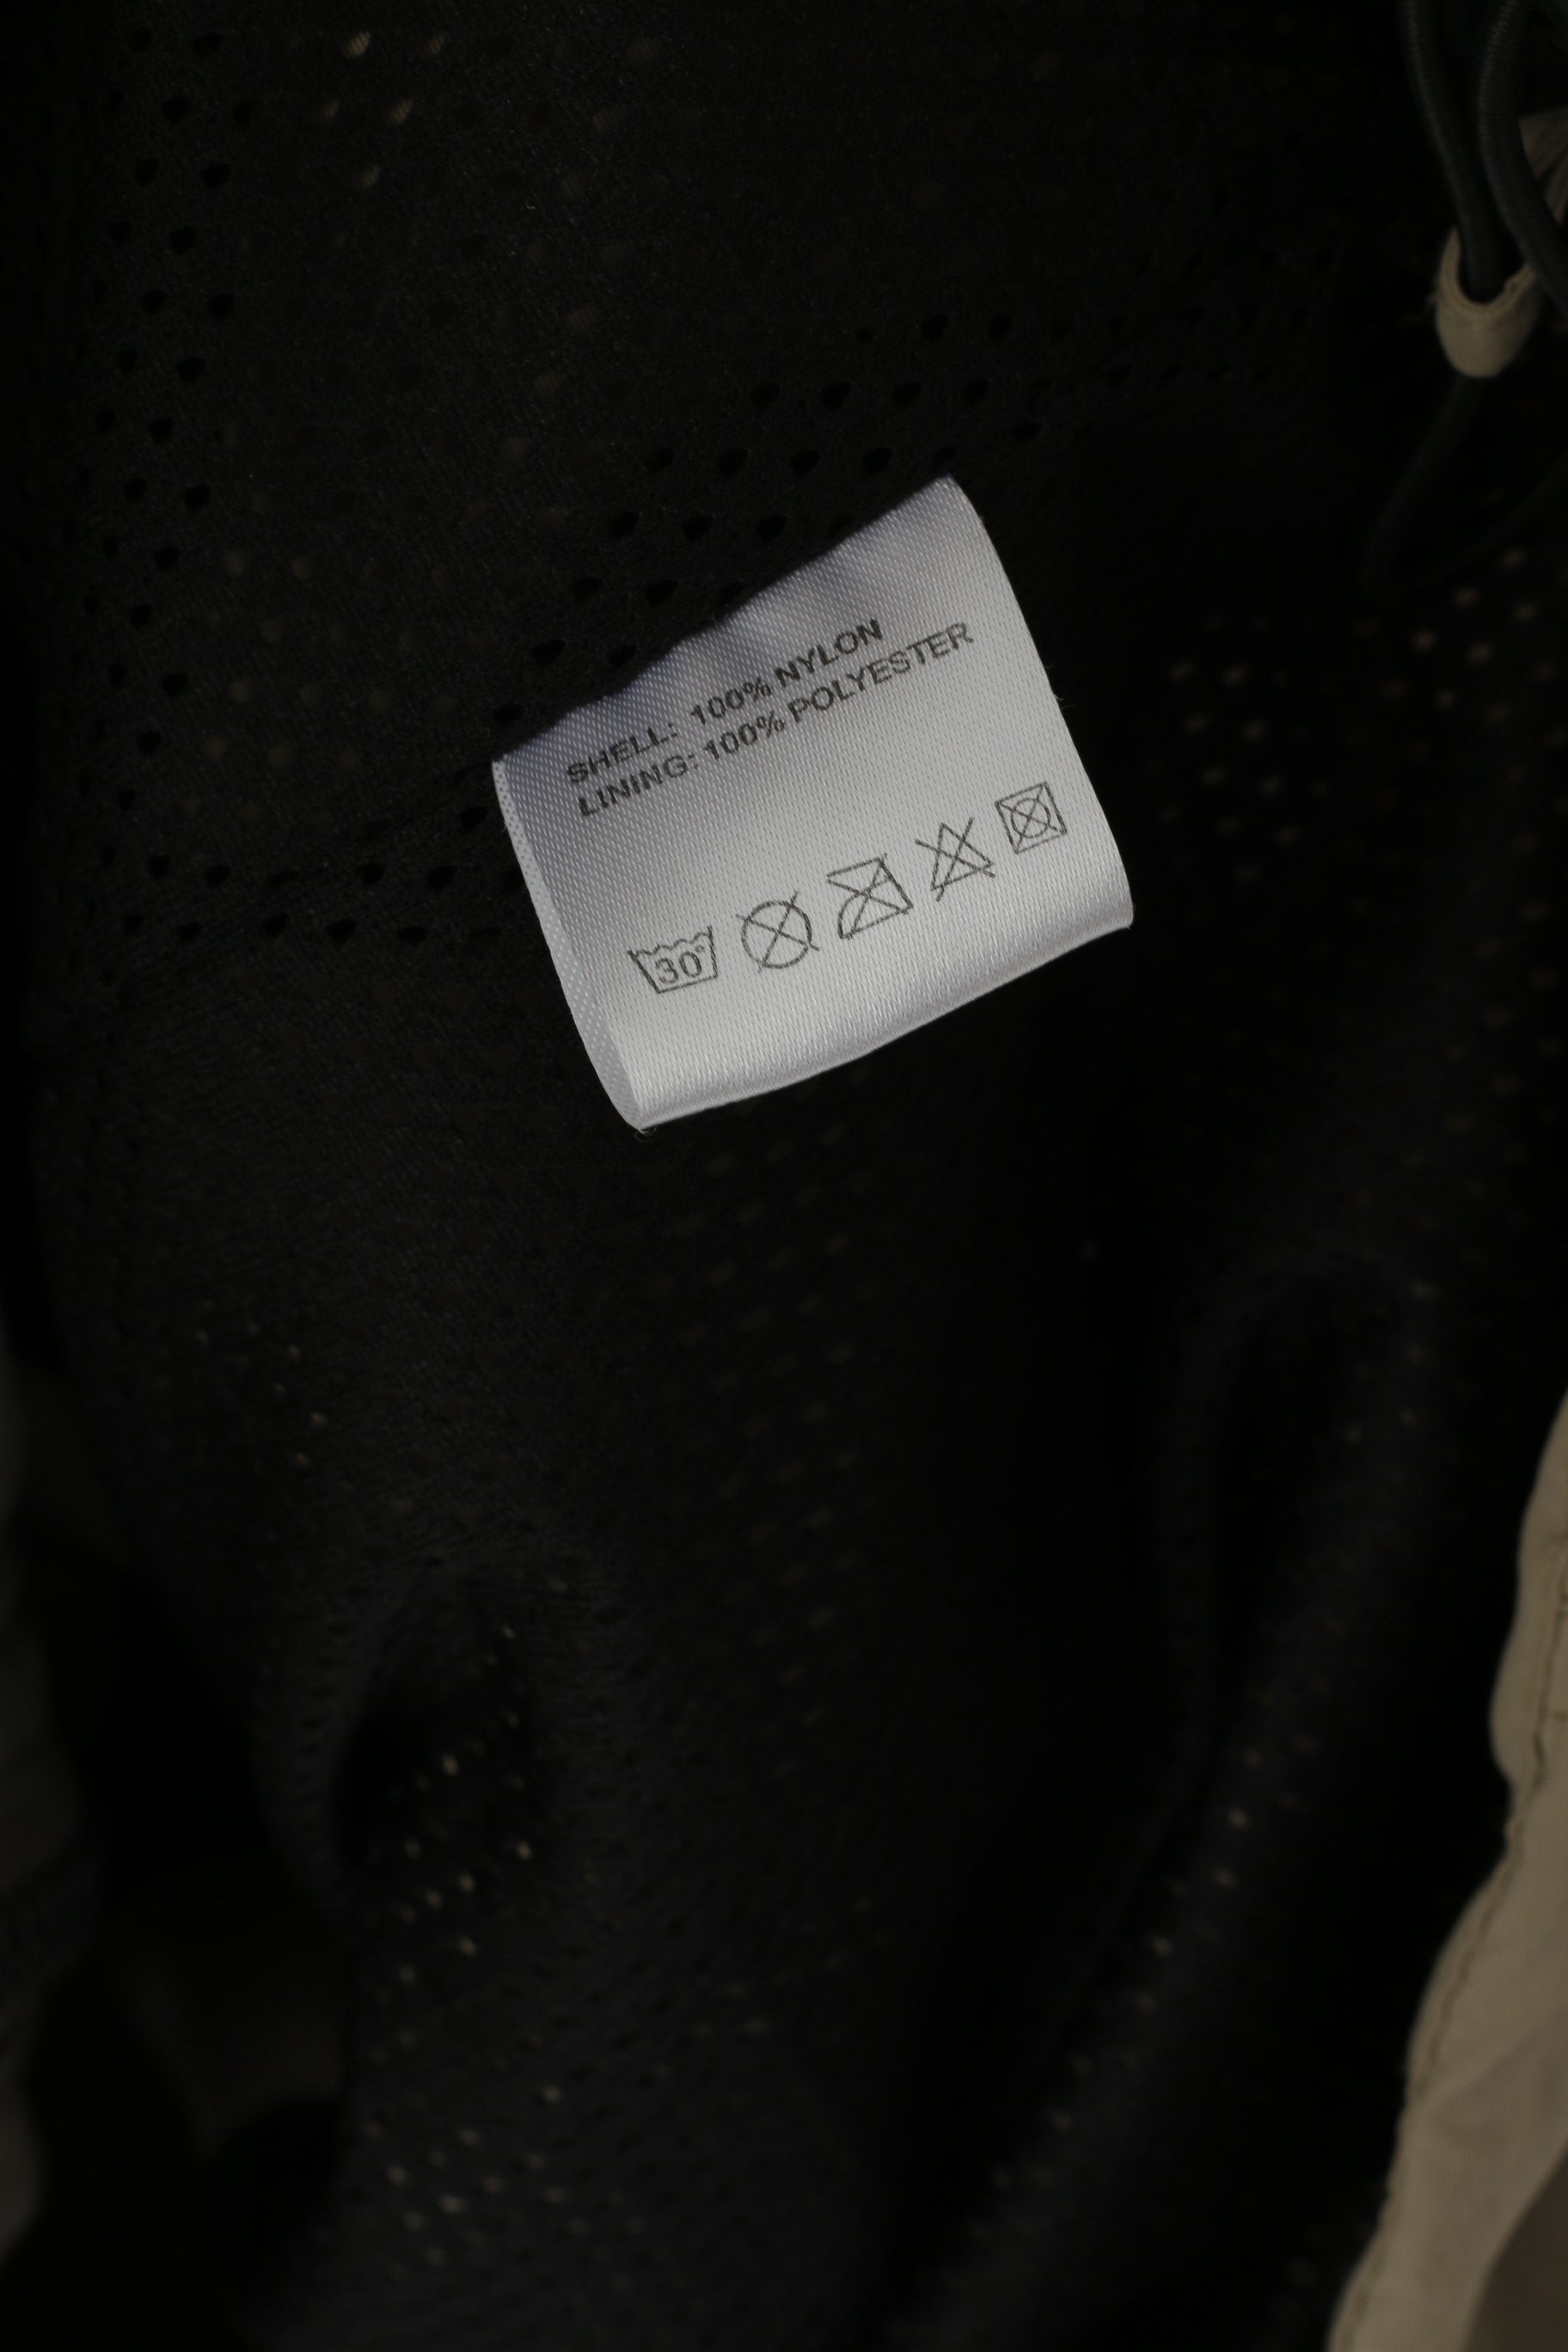 SHELL: 100% NYLON
LINING: 100% POLYESTER
30°